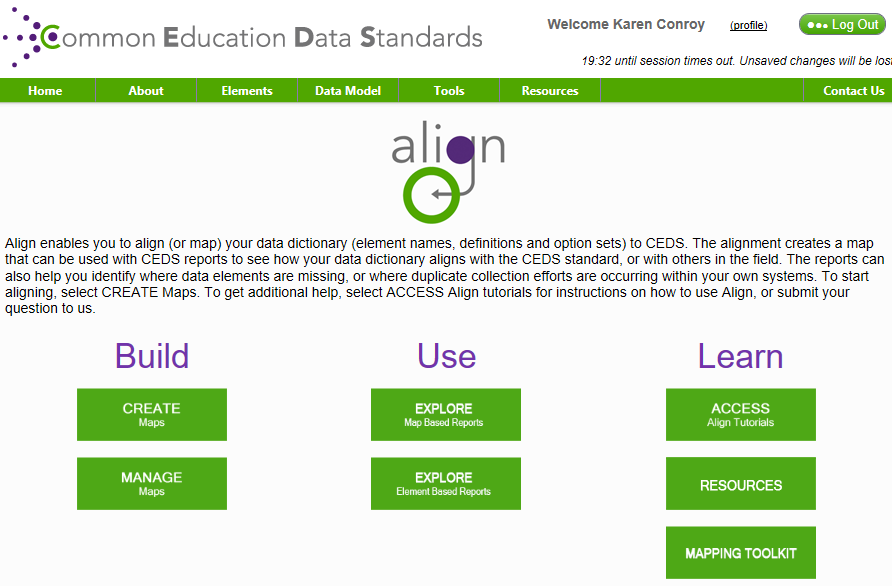 Common Education Data Standards
Welcome Karen Conroy (profile) Log Out
19:32 until session times out. Unsaved changes will be los
Home About Elements Data Model Tools Resources Contact Us
align
Align enables you to align (or map) your data dictionary (element names, definitions and option sets) to CEDS. The alignment creates a map
that can be used with CEDS reports to see how your data dictionary aligns with the CEDS standard, or with others in the field. The reports can
also help you identify where data elements are missing, or where duplicate collection efforts are occurring within your own systems. To start
aligning, select CREATE Maps. To get additional help, select ACCESS Align tutorials for instructions on how to use Align, or submit your
question to us.
Build
CREATE
Maps
MANAGE
Maps
Use
EXPLORE
Map Based Reports
EXPLORE
Element Based Reports
Learn
ACCESS
Align Tutorials
RESOURCES
MAPPING TOOLKIT